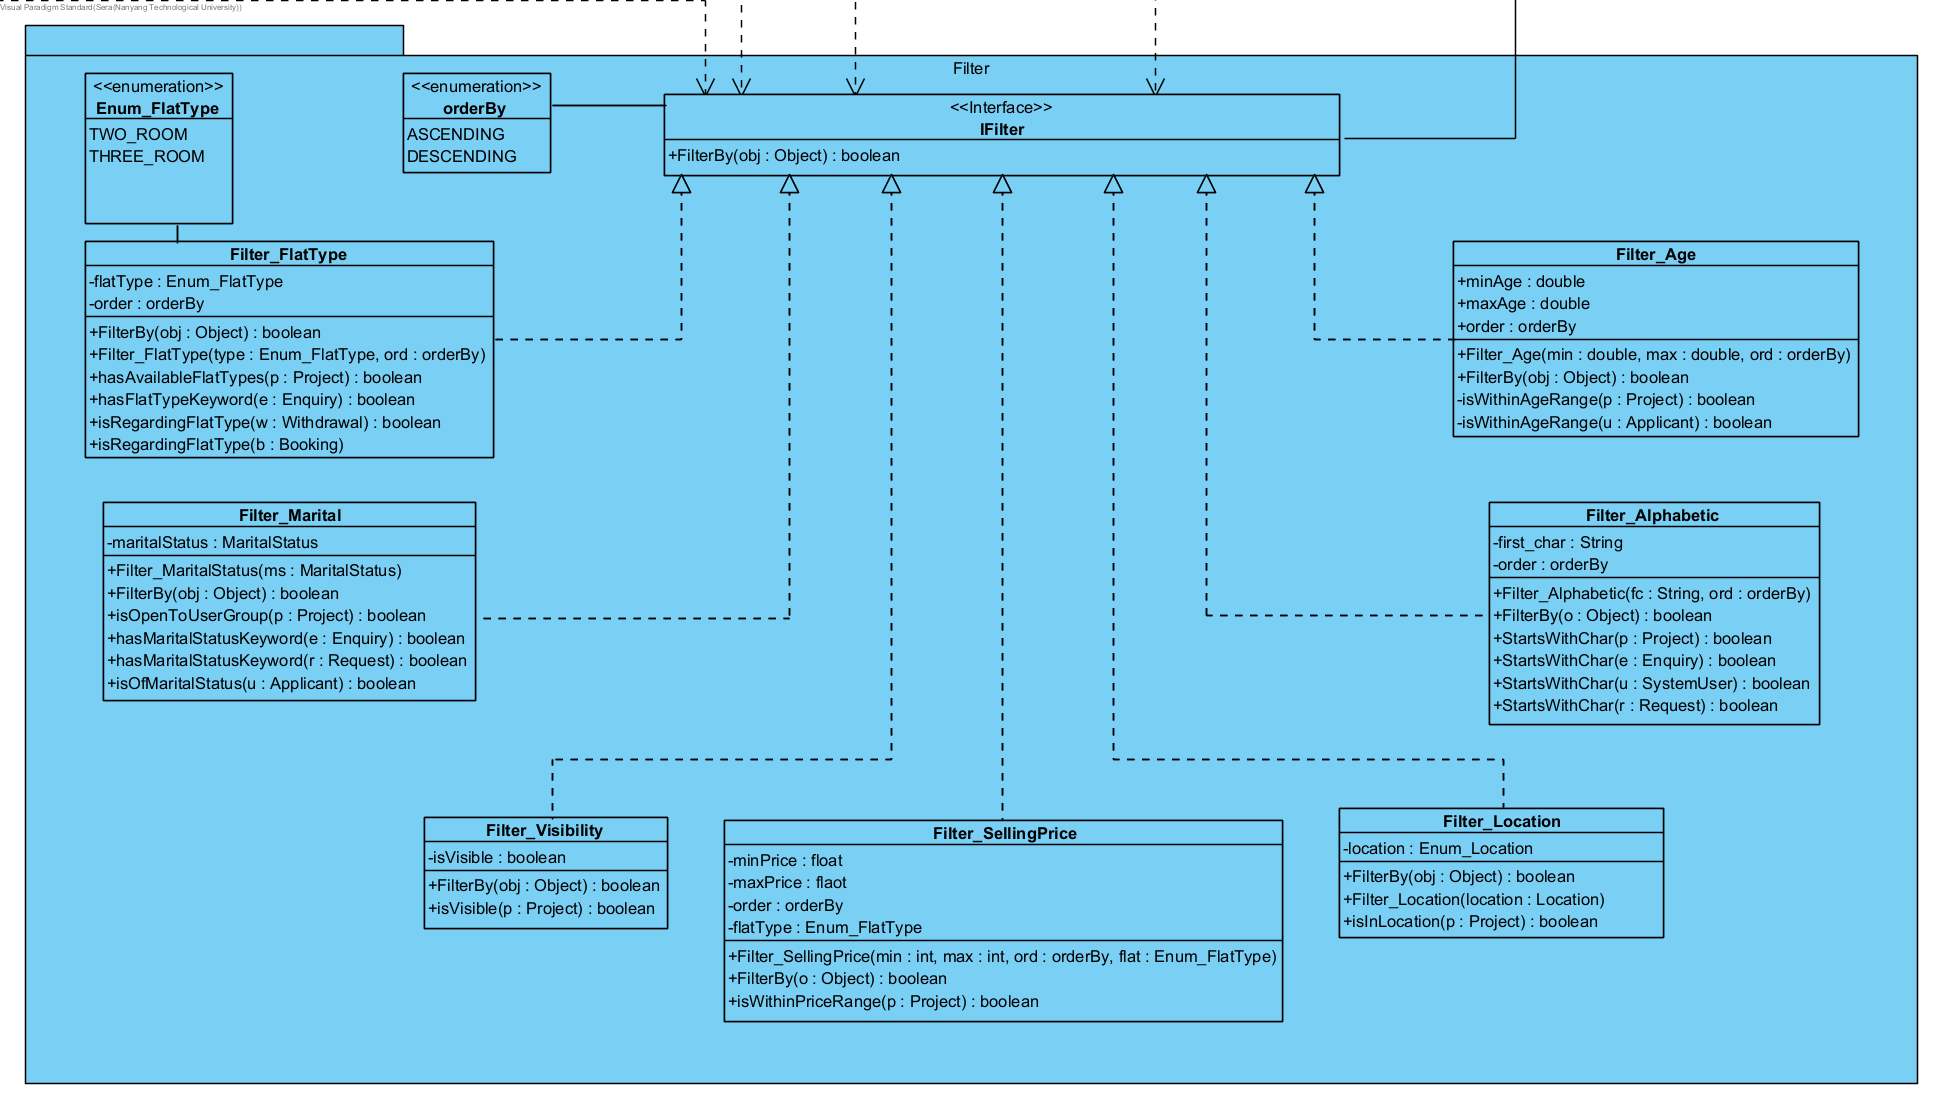 Visual Paradigm Standard(Sera(Nanyang Technological University))
Filter
<<enumeration>>
Enum_FlatType
TWO_ROOM
THREE_ROOM
<<enumeration>>
orderBy
ASCENDING
DESCENDING
<<Interface>>
IFilter
+FilterBy(obj : Object) : boolean
Filter_FlatType
-flatType : Enum_FlatType
-order : orderBy
+FilterBy(obj : Object) : boolean
+Filter_FlatType(type : Enum_FlatType, ord : orderBy)
+hasAvailableFlatTypes(p : Project) : boolean
+hasFlatTypeKeyword(e : Enquiry) : boolean
+isRegardingFlatType(w : Withdrawal) : boolean
+isRegardingFlatType(b : Booking)
Filter_Age
+minAge : double
+maxAge : double
+order : orderBy
+Filter_Age(min : double, max : double, ord : orderBy)
+FilterBy(obj : Object) : boolean
-isWithinAgeRange(p : Project) : boolean
-isWithinAgeRange(u : Applicant) : boolean
Filter_Marital
-maritalStatus : MaritalStatus
+Filter_MaritalStatus(ms : MaritalStatus)
+FilterBy(obj : Object) : boolean
+isOpenToUserGroup(p : Project) : boolean
+hasMaritalStatusKeyword(e : Enquiry) : boolean
+hasMaritalStatusKeyword(r : Request) : boolean
+isOfMaritalStatus(u : Applicant) : boolean
Filter_Alphabetic
-first_char : String
-order : orderBy
+Filter_Alphabetic(fc : String, ord : orderBy)
+FilterBy(o : Object) : boolean
+StartsWithChar(p : Project) : boolean
+StartsWithChar(e : Enquiry) : boolean
+StartsWithChar(u : SystemUser) : boolean
+StartsWithChar(r : Request) : boolean
Filter_Visibility
-isVisible : boolean
+FilterBy(obj : Object) : boolean
+isVisible(p : Project) : boolean
Filter_SellingPrice
-minPrice : float
-maxPrice : flaot
-order : orderBy
-flatType : Enum_FlatType
+Filter_SellingPrice(min : int, max : int, ord : orderBy, flat : Enum_FlatType)
+FilterBy(o : Object) : boolean
+isWithinPriceRange(p : Project) : boolean
Filter_Location
-location : Enum_Location
+FilterBy(obj : Object) : boolean
+Filter_Location(location : Location)
+isInLocation(p : Project) : boolean